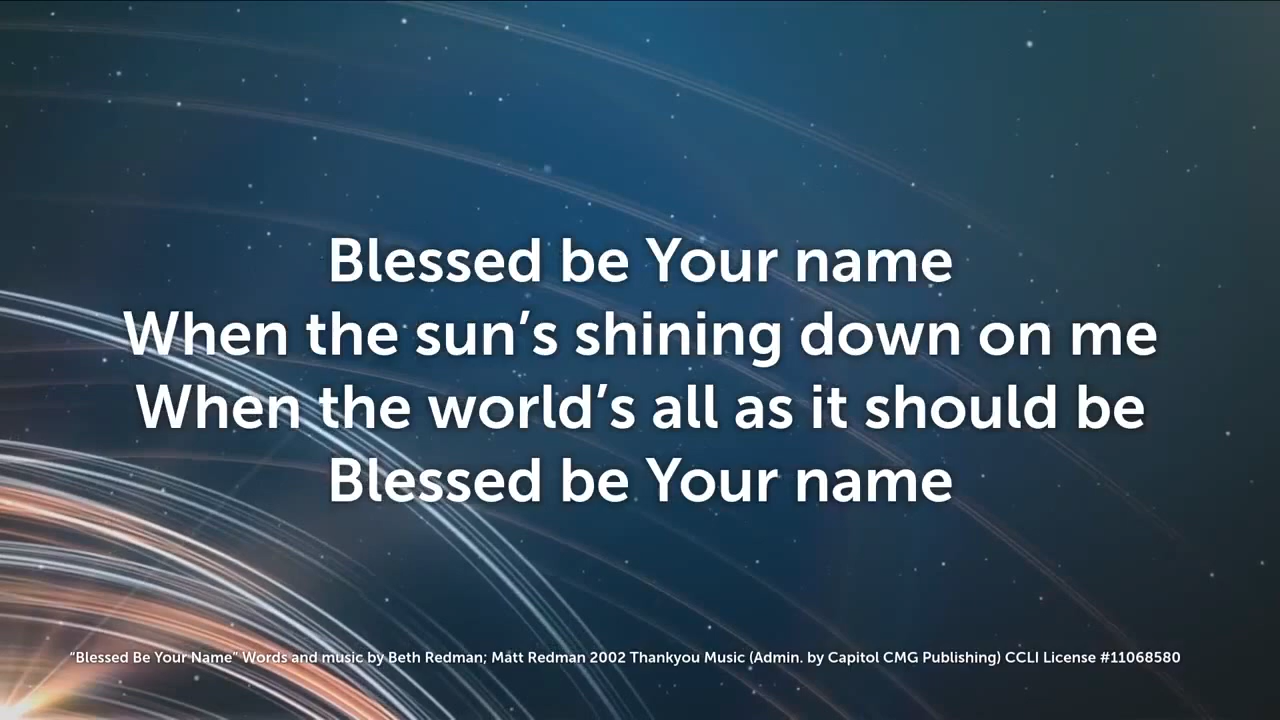 Blessed be Your name
When the sun’s shining down on me
When the world’s all as it should be
Blessed be Your name
“Blessed Be Your Name” Words and music by Beth Redman; Matt Redman 2002 Thankyou Music (Admin. by Capitol CMG Publishing) CCLI License #11068580